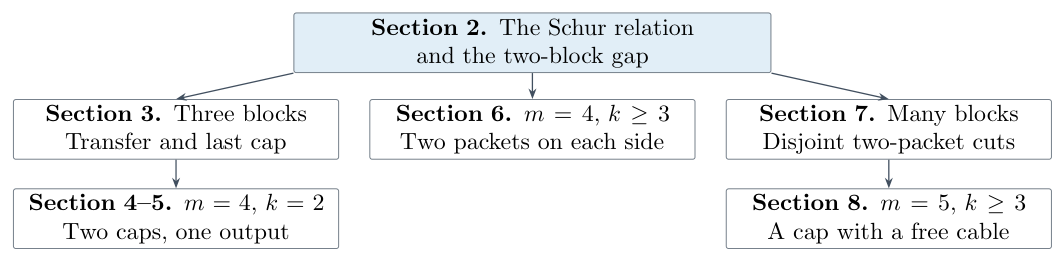 Section 2. The Schur relation
and the two-block gap
Section 3. Three blocks
Transfer and last cap
Section 6. m = 4, k ≥ 3
Two packets on each side
Section 7. Many blocks
Disjoint two-packet cuts
Section 4–5. m = 4, k = 2
Two caps, one output
Section 8. m = 5, k ≥ 3
A cap with a free cable